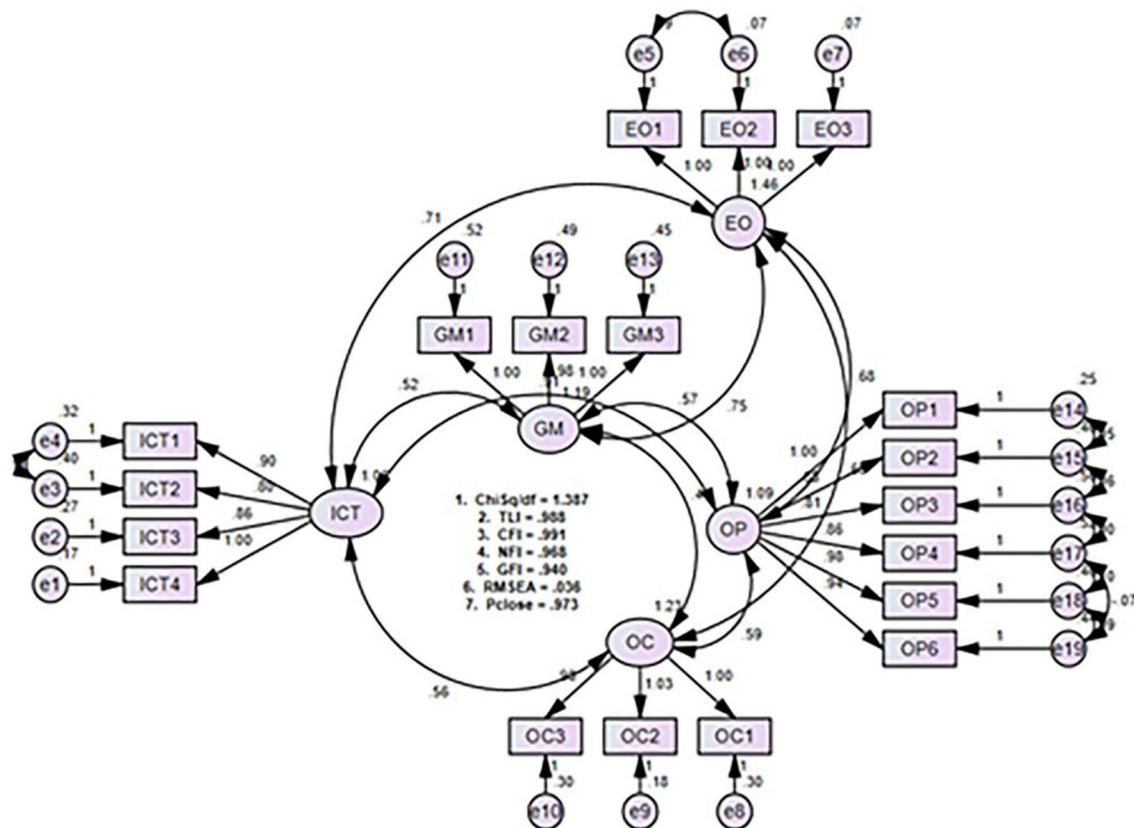 .07
.07
e5
e6
e7
1
1
1
EO1
EO2
EO3
1.00
1.00
1.00
1.46
EO
.71
.52
.49
.45
e11
e12
e13
1
1
1
GM1
GM2
GM3
1.00
.98
1.00
1.19
GM
.52
.57
.75
.68
.32
e4
1
ICT1
.90
.40
e3
1
ICT2
.27
e2
1
ICT3
.86
.17
e1
1
ICT4
1.00
ICT
1. ChiSq/df = 1.387
2. TLI = .988
3. CFI = .991
4. NFI = .968
5. GFI = .940
6. RMSEA = .036
7. Pclose = .973
1.09
OP
1.00
.81
.86
.98
.94
OP1
1
e14
.25
OP2
1
e15
OP3
1
e16
OP4
1
e17
OP5
1
e18
-.07
OP6
1
e19
.59
1.23
OC
.56
1.03
1.00
OC3
OC2
OC1
1
1
1
.30
.18
.30
e10
e9
e8